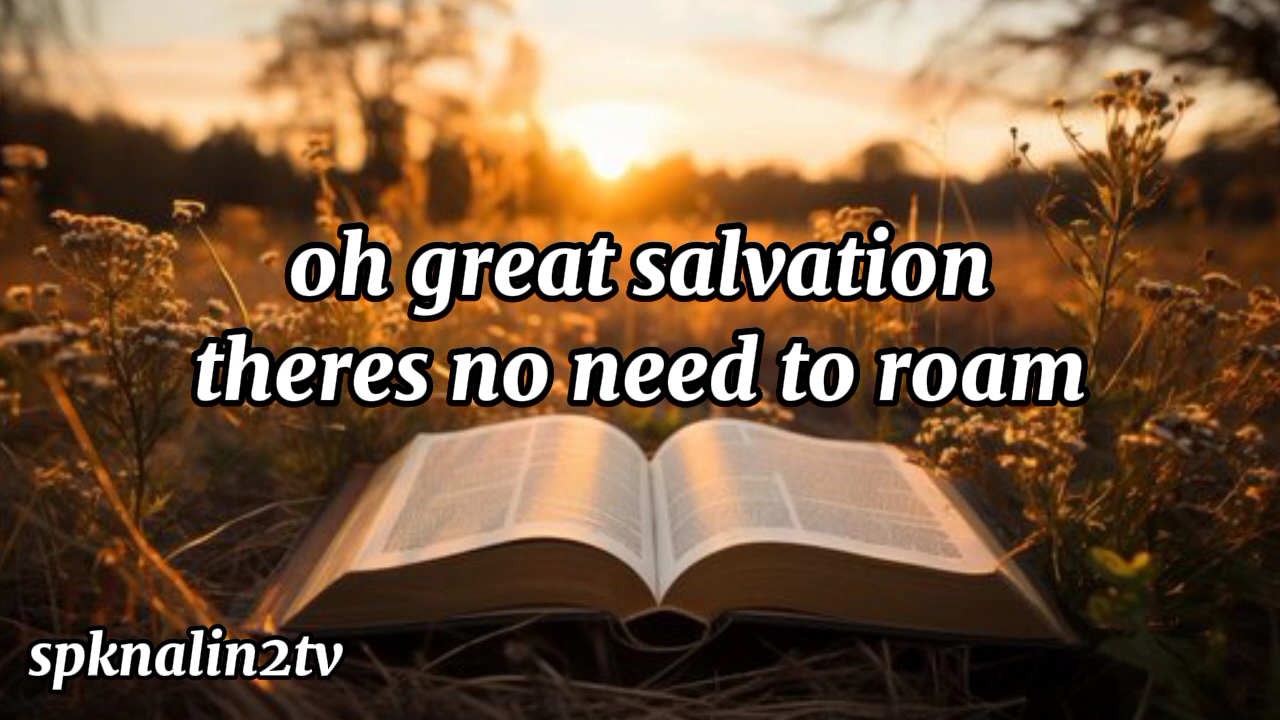 oh great salvation
theres no need to roam
spknalin2tv